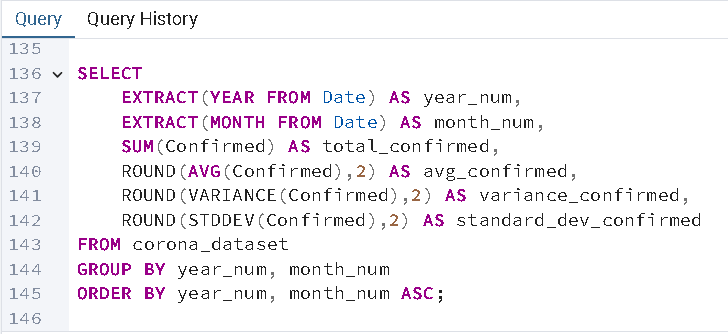 Query Query History
135
136 SELECT
137 EXTRACT(YEAR FROM Date) AS year_num,
138 EXTRACT(MONTH FROM Date) AS month_num,
139 SUM(Confirmed) AS total_confirmed,
140 ROUND(AVG(Confirmed),2) AS avg_confirmed,
141 ROUND(VARIANCE(Confirmed),2) AS variance_confirmed,
142 ROUND(STDDEV(Confirmed),2) AS standard_dev_confirmed
143 FROM corona_dataset
144 GROUP BY year_num, month_num
145 ORDER BY year_num, month_num ASC;
146